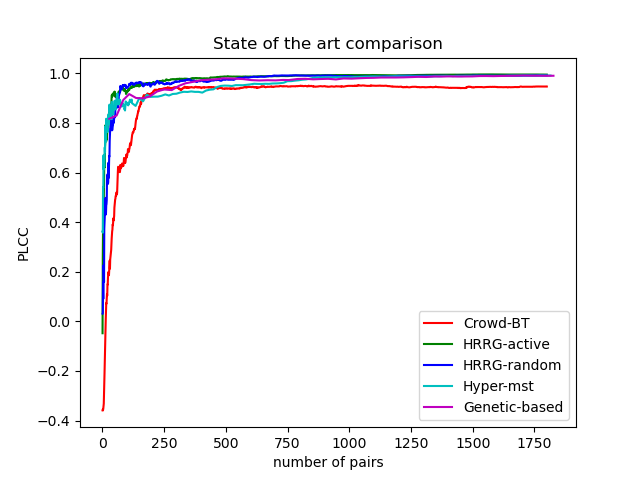 State of the art comparison
PLCC
1.0
0.8
0.6
0.4
0.2
0.0
−0.2
−0.4
0 250 500 750 1000 1250 1500 1750
number of pairs
Crowd-BT
HRRG-active
HRRG-random
Hyper-mst
Genetic-based